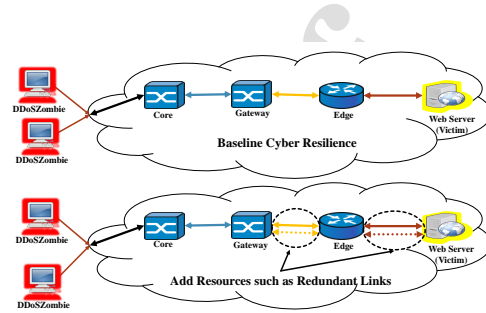 DDoSZombie
Core
Gateway
Edge
Web Server
(Victim)
DDoSZombie
Baseline Cyber Resilience
DDoSZombie
Core
Gateway
Edge
Web Server
(Victim)
DDoSZombie
Add Resources such as Redundant Links